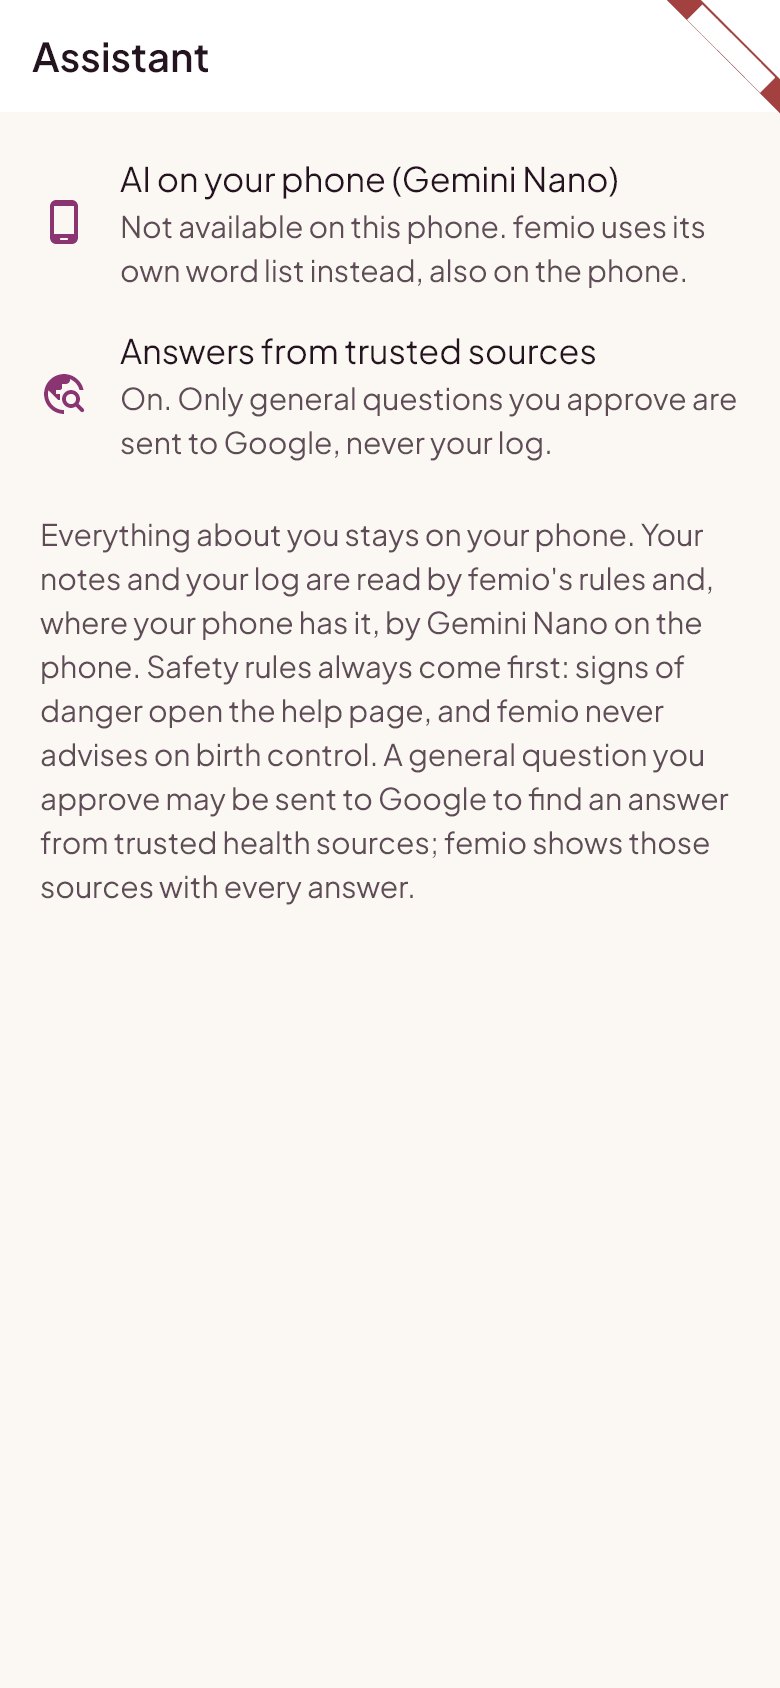 Assistant
AI on your phone (Gemini Nano)
Not available on this phone. femio uses its
own word list instead, also on the phone.
Answers from trusted sources
On. Only general questions you approve are
sent to Google, never your log.
Everything about you stays on your phone. Your
notes and your log are read by femio's rules and,
where your phone has it, by Gemini Nano on the
phone. Safety rules always come first: signs of
danger open the help page, and femio never
advises on birth control. A general question you
approve may be sent to Google to find an answer
from trusted health sources; femio shows those
sources with every answer.